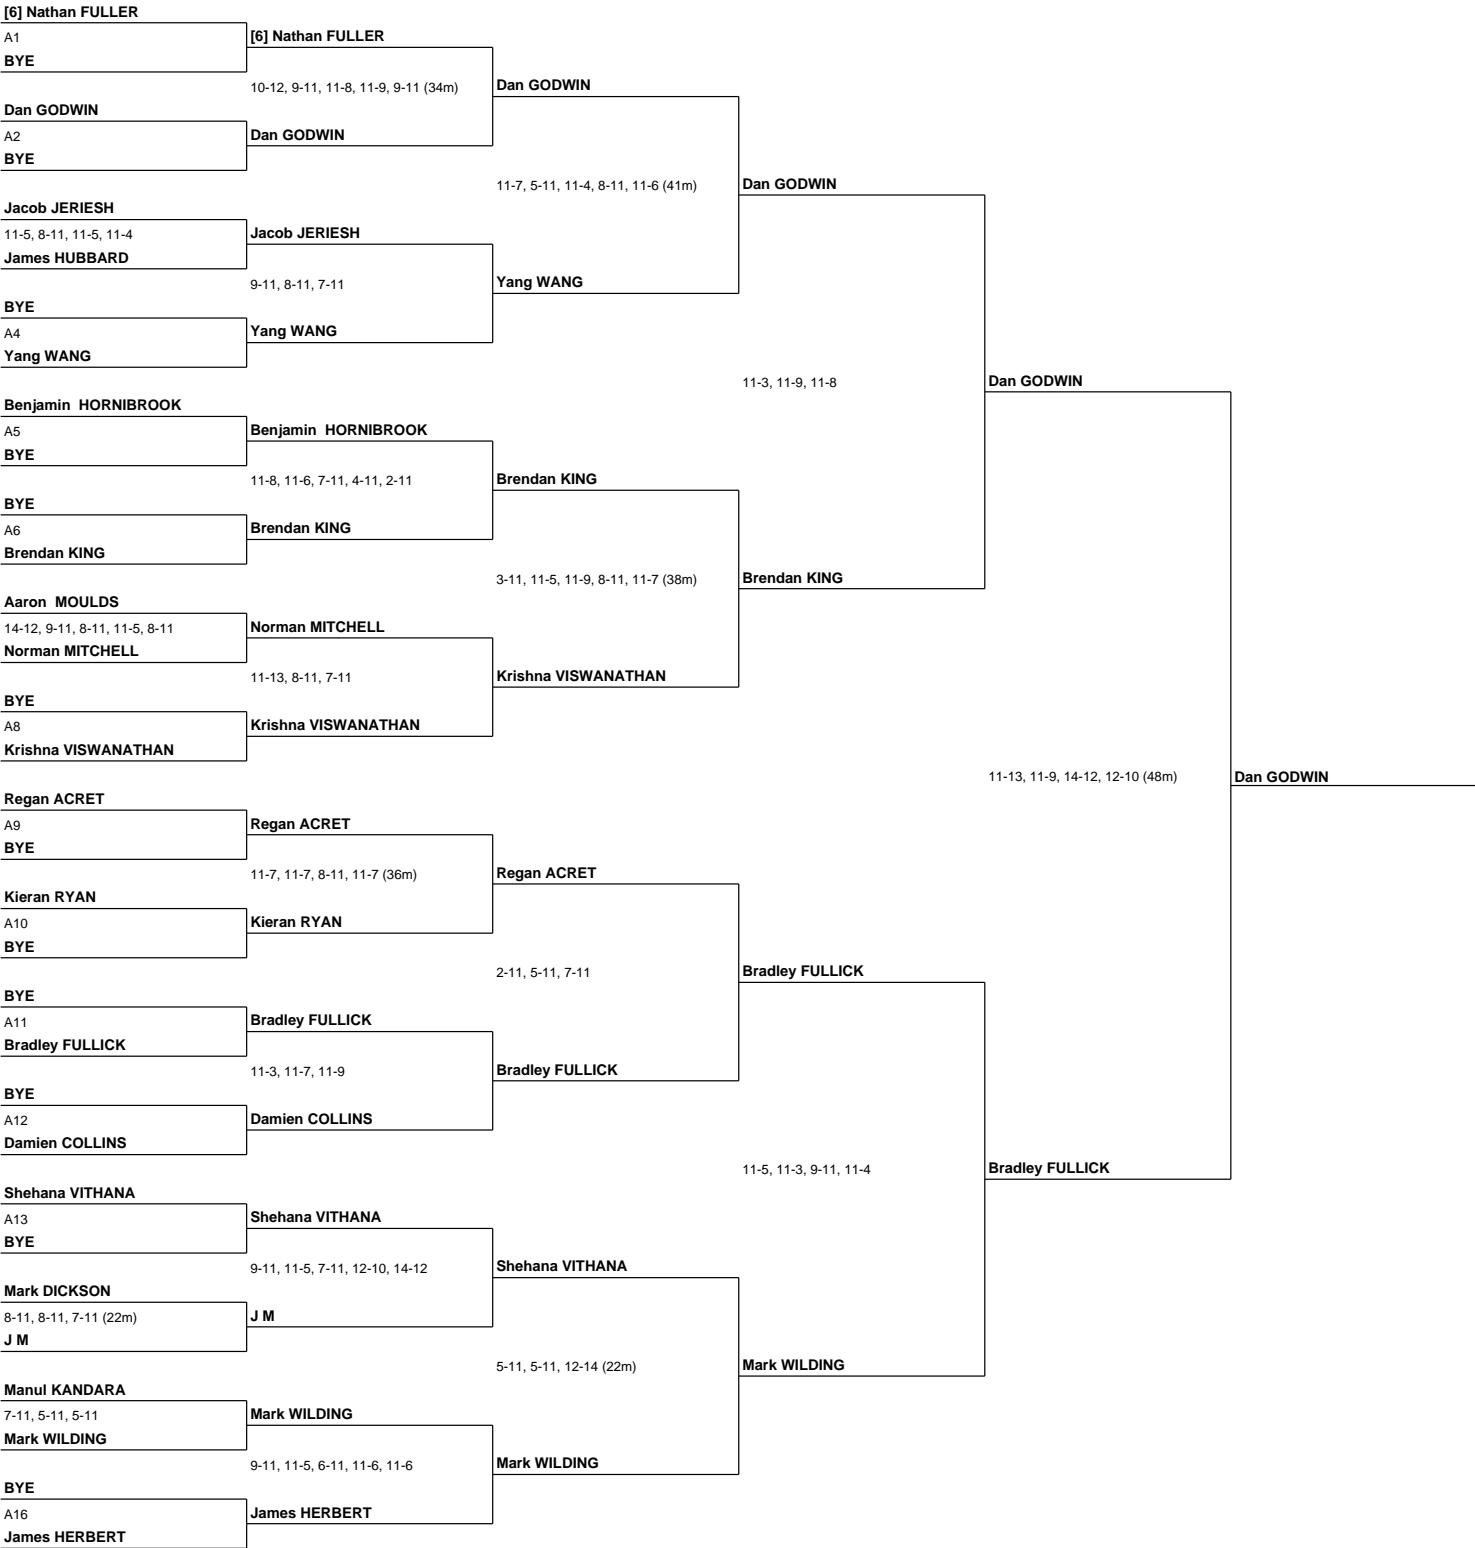 [6] Nathan FULLER
A1
BYE
Dan GODWIN
A2
BYE
Jacob JERIESH
11-5, 8-11, 11-5, 11-4
James HUBBARD
BYE
A4
Yang WANG
Benjamin  HORNIBROOK
A5
BYE
BYE
A6
Brendan KING
Aaron  MOULDS
14-12, 9-11, 8-11, 11-5, 8-11
Norman MITCHELL
BYE
A8
Krishna VISWANATHAN
Regan ACRET
A9
BYE
Kieran RYAN
A10
BYE
BYE
A11
Bradley FULLICK
BYE
A12
Damien COLLINS
Shehana VITHANA
A13
BYE
Mark DICKSON
8-11, 8-11, 7-11 (22m)
J M
Manul KANDARA
7-11, 5-11, 5-11
Mark WILDING
BYE
A16
James HERBERT
[6] Nathan FULLER
10-12, 9-11, 11-8, 11-9, 9-11 (34m)
Dan GODWIN
Jacob JERIESH
9-11, 8-11, 7-11
Yang WANG
Benjamin  HORNIBROOK
11-8, 11-6, 7-11, 4-11, 2-11
Brendan KING
Norman MITCHELL
11-13, 8-11, 7-11
Krishna VISWANATHAN
Regan ACRET
11-7, 11-7, 8-11, 11-7 (36m)
Kieran RYAN
Bradley FULLICK
11-3, 11-7, 11-9
Damien COLLINS
Shehana VITHANA
9-11, 11-5, 7-11, 12-10, 14-12
J M
Mark WILDING
9-11, 11-5, 6-11, 11-6, 11-6
James HERBERT
Dan GODWIN
11-7, 5-11, 11-4, 8-11, 11-6 (41m)
Yang WANG
Brendan KING
3-11, 11-5, 11-9, 8-11, 11-7 (38m)
Krishna VISWANATHAN
Regan ACRET
2-11, 5-11, 7-11
Bradley FULLICK
Shehana VITHANA
5-11, 5-11, 12-14 (22m)
Mark WILDING
Dan GODWIN
11-3, 11-9, 11-8
Brendan KING
Bradley FULLICK
11-5, 11-3, 9-11, 11-4
Mark WILDING
Dan GODWIN
11-13, 11-9, 14-12, 12-10 (48m)
Bradley FULLICK
Dan GODWIN